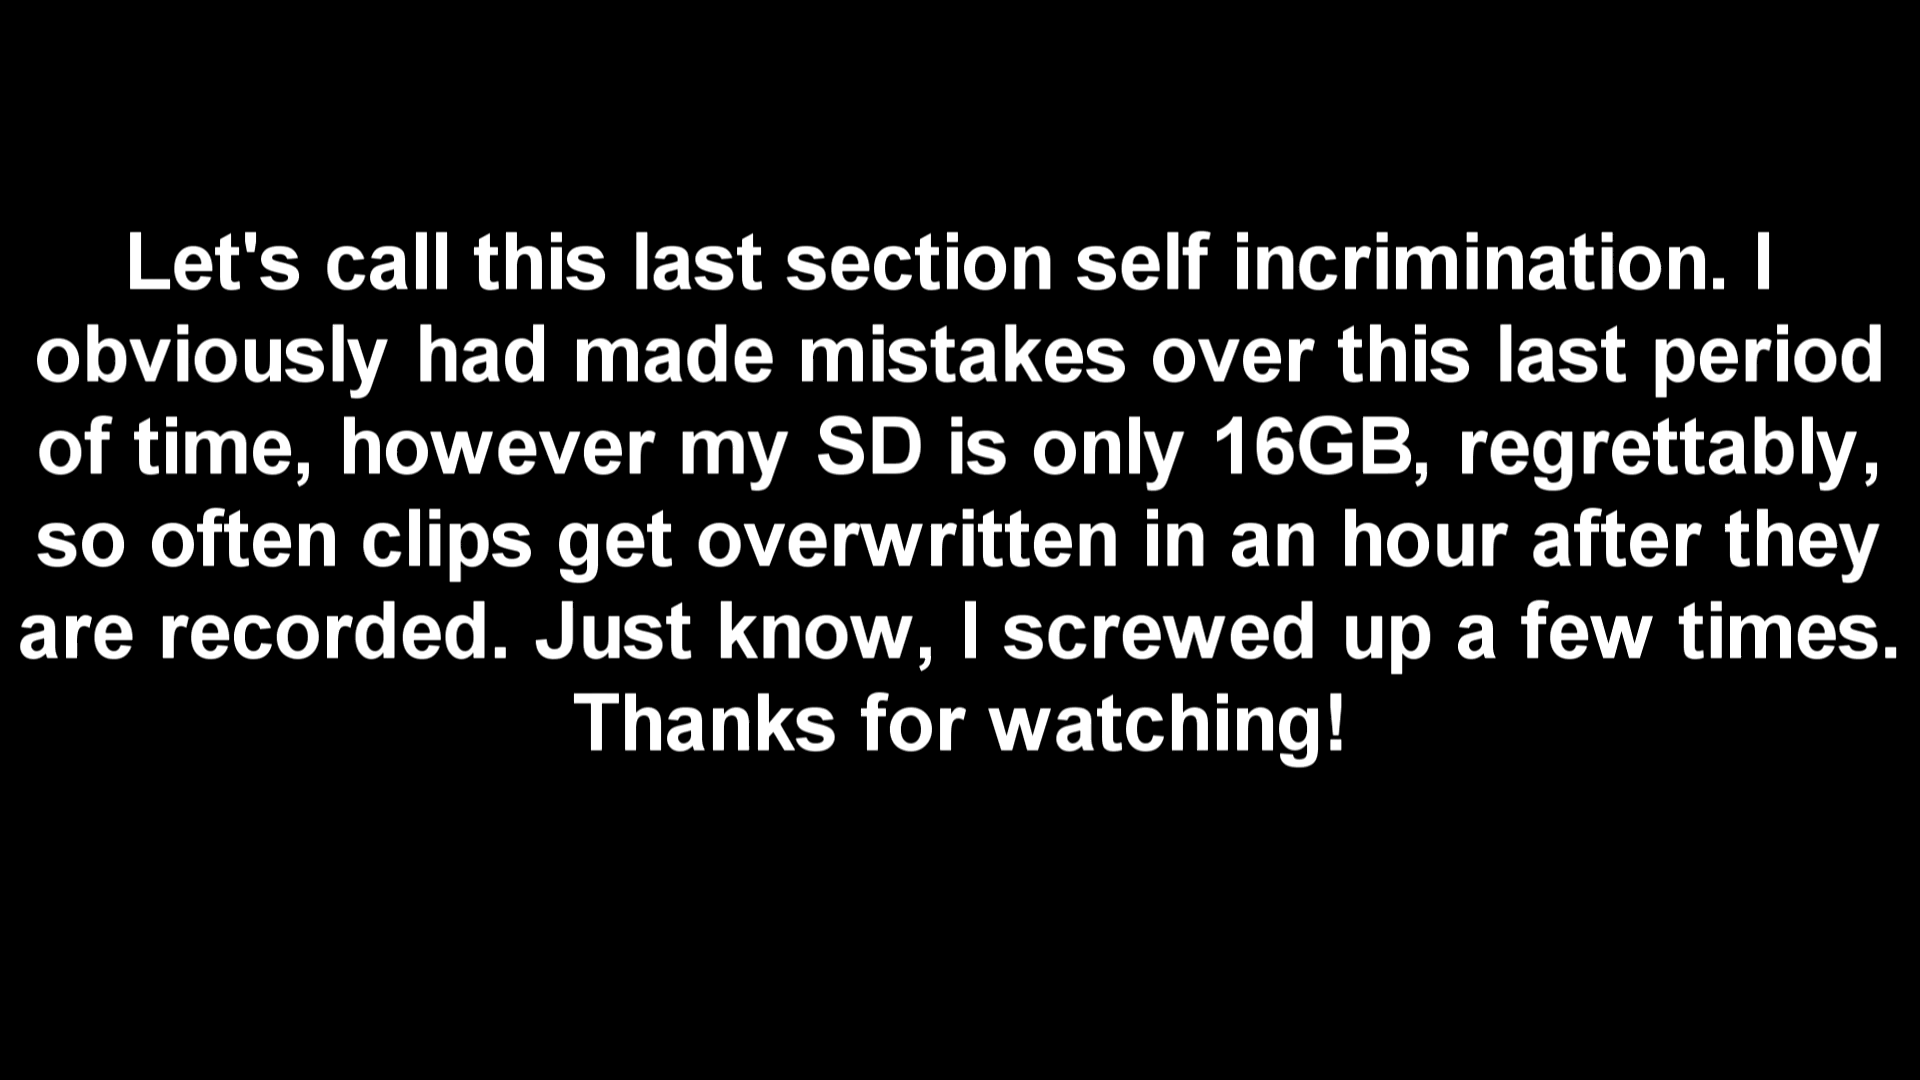 Let's call this last section self incrimination. I
obviously had made mistakes over this last period
of time, however my SD is only 16GB, regrettably,
so often clips get overwritten in an hour after they
are recorded. Just know, I screwed up a few times.
Thanks for watching!